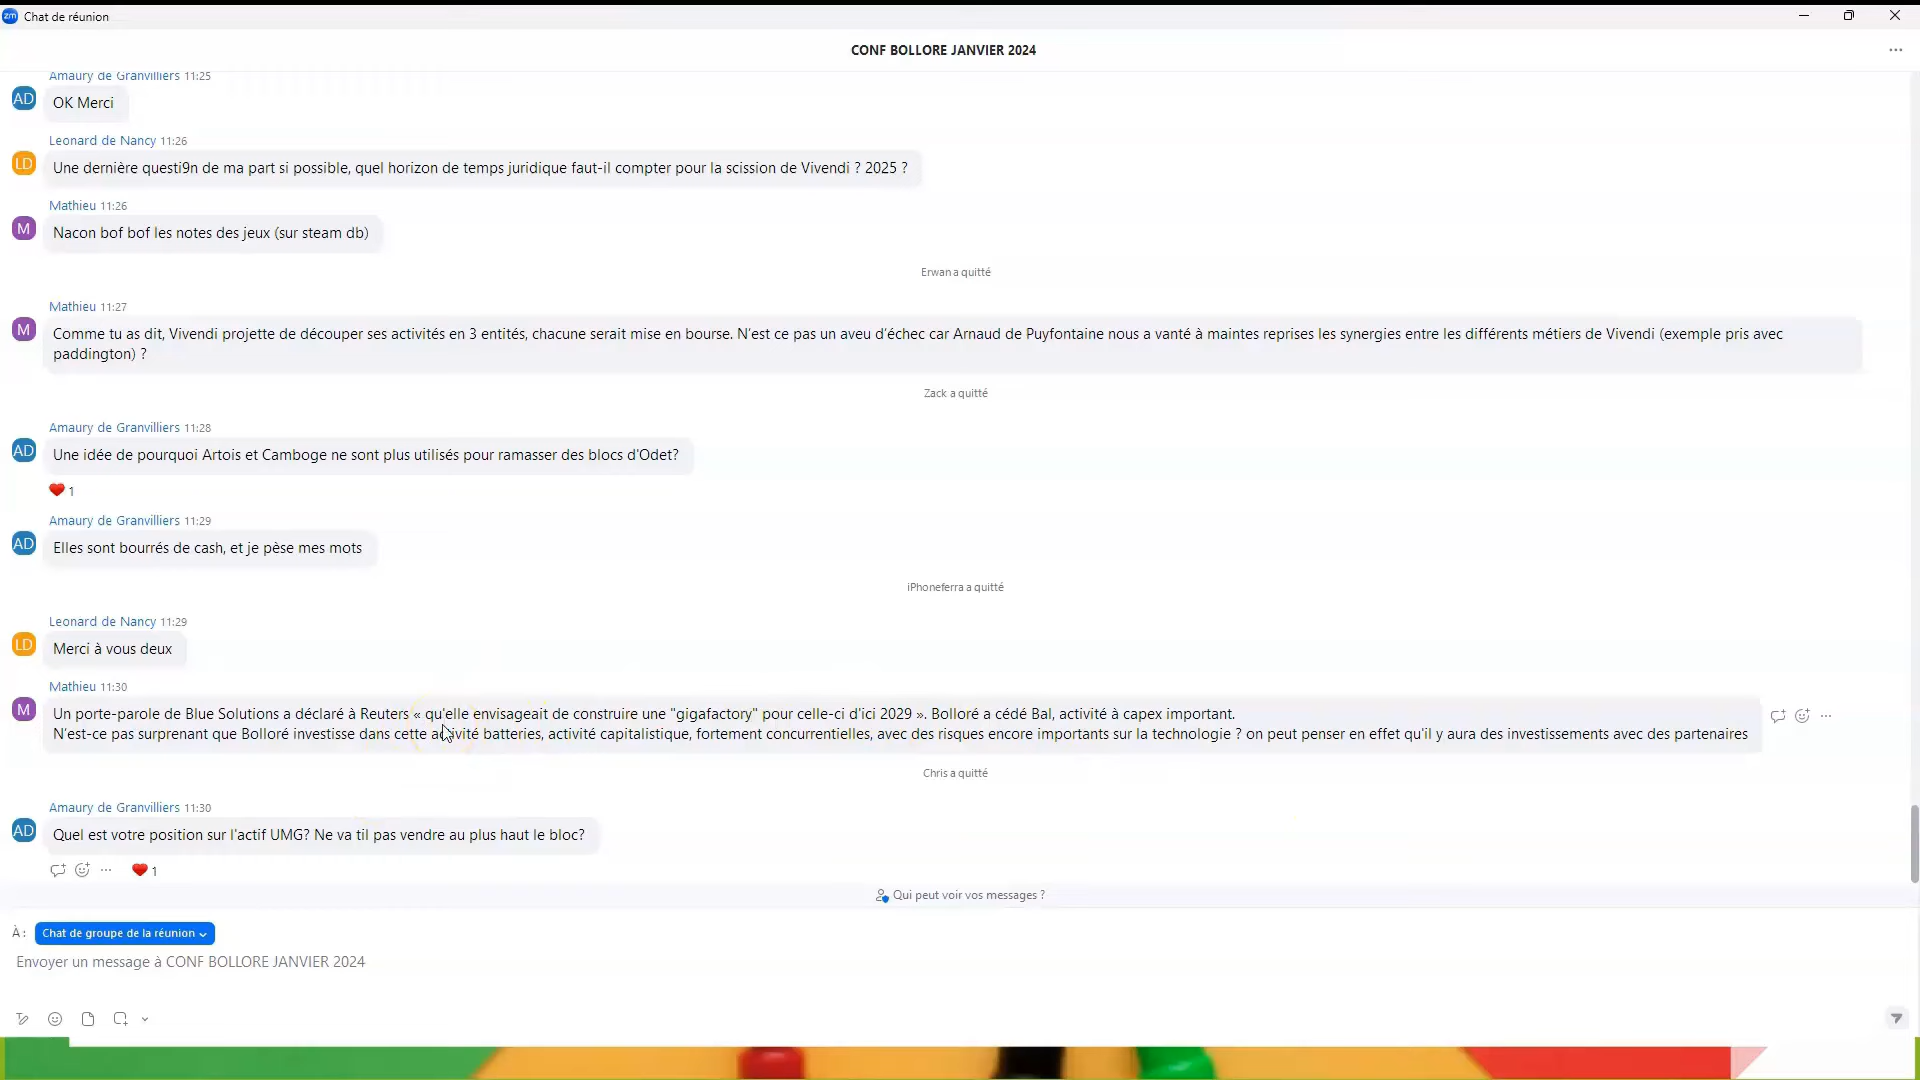 zm Chat de réunion
CONF BOLLORE JANVIER 2024
Amaury de Granvilliers 11:25
AD
OK Merci
Leonard de Nancy 11:26
LD
Une dernière questi9n de ma part si possible, quel horizon de temps juridique faut-il compter pour la scission de Vivendi ? 2025 ?
Mathieu 11:26
M
Nacon bof bof les notes des jeux (sur steam db)
Erwan a quitté
Mathieu 11:27
M
Comme tu as dit, Vivendi projette de découper ses activités en 3 entités, chacune serait mise en bourse. N'est ce pas un aveu d'échec car Arnaud de Puyfontaine nous a vanté à maintes reprises les synergies entre les différents métiers de Vivendi (exemple pris avec
paddington) ?
Zack a quitté
Amaury de Granvilliers 11:28
AD
Une idée de pourquoi Artois et Camboge ne sont plus utilisés pour ramasser des blocs d'Odet?
1
Amaury de Granvilliers 11:29
AD
Elles sont bourrés de cash, et je pèse mes mots
iPhoneferra a quitté
Leonard de Nancy 11:29
LD
Merci à vous deux
Mathieu 11:30
M
Un porte-parole de Blue Solutions a déclaré à Reuters « qu'elle envisageait de construire une "gigafactory" pour celle-ci d'ici 2029 ». Bolloré a cédé Bal, activité à capex important.
N'est-ce pas surprenant que Bolloré investisse dans cette activité batteries, activité capitalistique, fortement concurrentielles, avec des risques encore importants sur la technologie ? on peut penser en effet qu'il y aura des investissements avec des partenaires
Chris a quitté
Amaury de Granvilliers 11:30
AD
Quel est votre position sur l'actif UMG? Ne va til pas vendre au plus haut le bloc?
1
Qui peut voir vos messages ?
À : Chat de groupe de la réunion
Envoyer un message à CONF BOLLORE JANVIER 2024